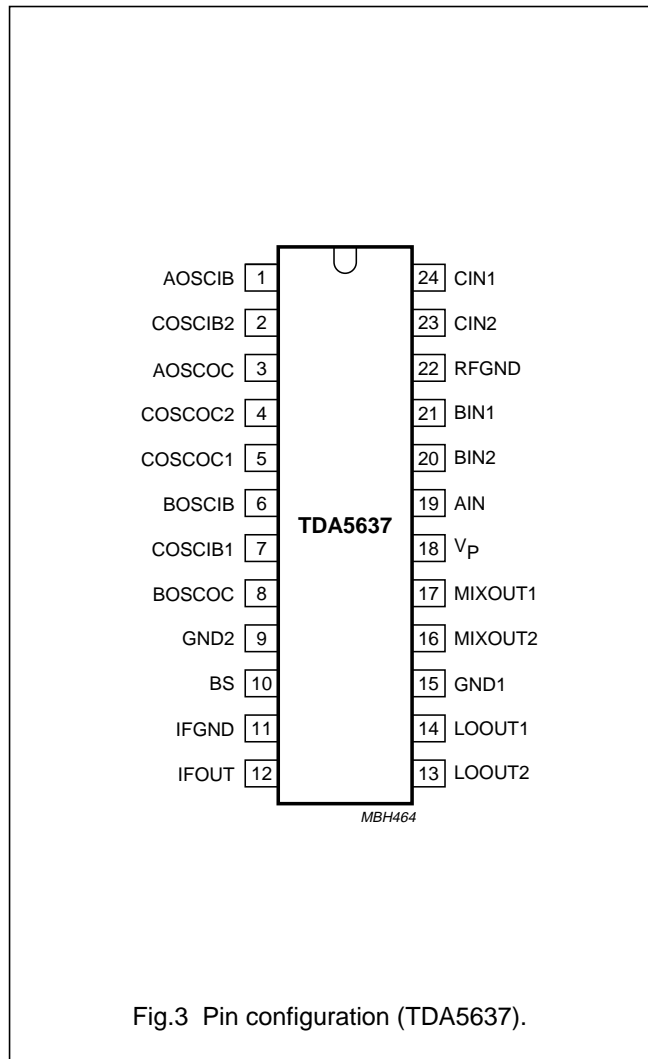 AOSCIB 1
COSCIB2 2
AOSCOC 3
COSCOC2 4
COSCOC1 5
BOSCIB 6
COSCIB1 7
BOSCOC 8
GND2 9
BS 10
IFGND 11
IFOUT 12
TDA5637
24 CIN1
23 CIN2
22 RFGND
21 BIN1
20 BIN2
19 AIN
18 VP
17 MIXOUT1
16 MIXOUT2
15 GND1
14 LOOUT1
13 LOOUT2
MBH464
Fig.3 Pin configuration (TDA5637).